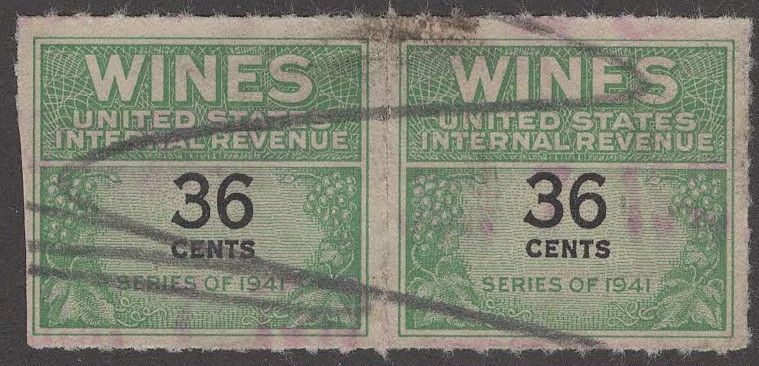 WINES
UNITED STATES
INTERNAL REVENUE
36
CENTS
SERIES OF 1941
WINES
UNITED STATES
INTERNAL REVENUE
36
CENTS
SERIES OF 1941